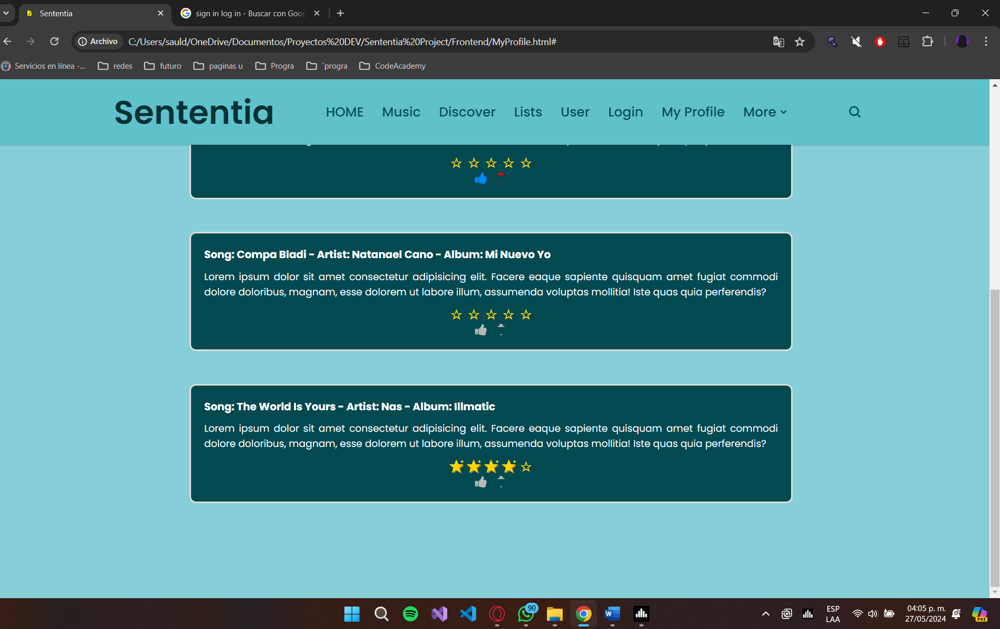 Sententia
sign in log in - Buscar con Goog
Archivo
C:/Users/sauld/OneDrive/Documentos/Proyectos%20DEV/Sententia%20Project/Frontend/MyProfile.html#
Servicios en línea -...
redes
futuro
paginas u
Progra
´progra
CodeAcademy
Sententia
HOME
Music
Discover
Lists
User
Login
My Profile
More
Song: Compa Bladi - Artist: Natanael Cano - Album: Mi Nuevo Yo
Lorem ipsum dolor sit amet consectetur adipisicing elit. Facere eaque sapiente quisquam amet fugiat commodi
dolore doloribus, magnam, esse dolorem ut labore illum, assumenda voluptas mollitia! Iste quas quia perferendis?
Song: The World Is Yours - Artist: Nas - Album: Illmatic
Lorem ipsum dolor sit amet consectetur adipisicing elit. Facere eaque sapiente quisquam amet fugiat commodi
dolore doloribus, magnam, esse dolorem ut labore illum, assumenda voluptas mollitia! Iste quas quia perferendis?
90
ESP
LAA
04:05 p. m.
27/05/2024
PRE